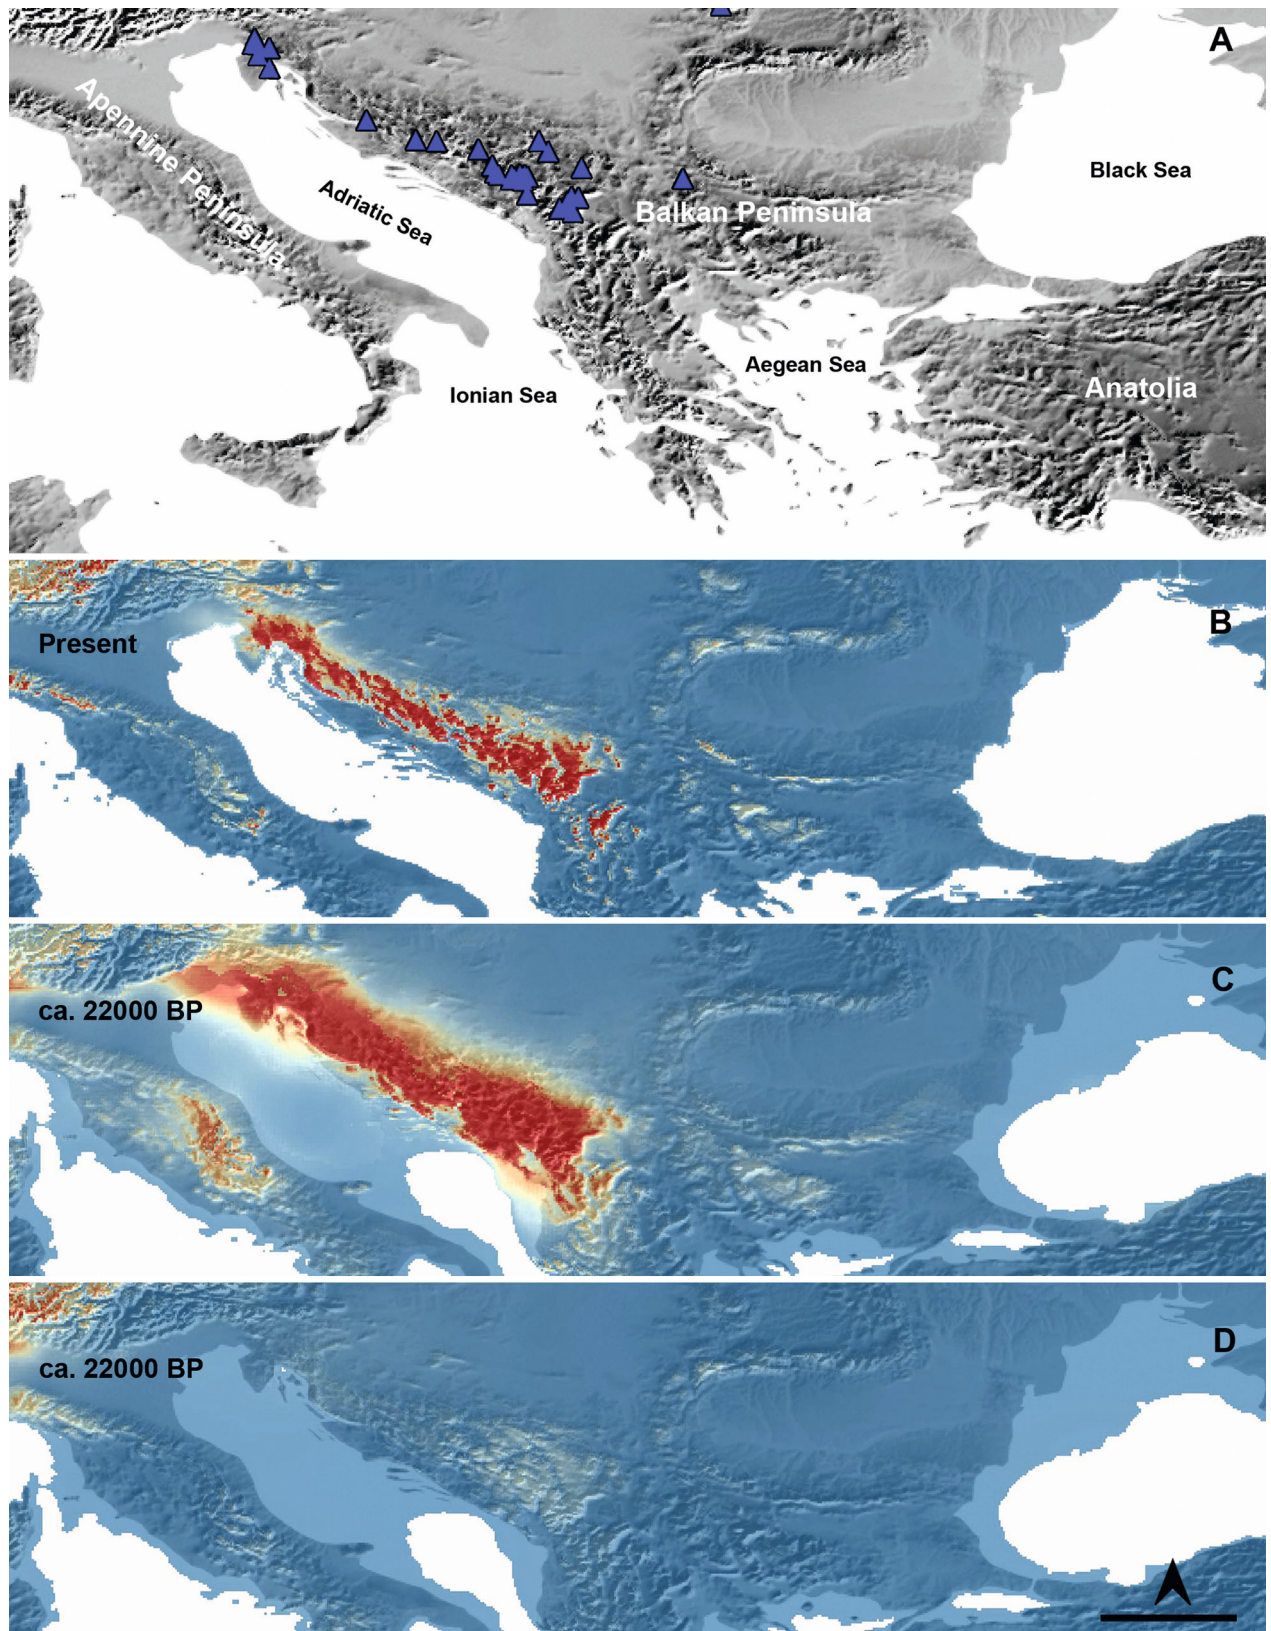 A
Apennine Peninsula
Adriatic Sea
Black Sea
Balkan Peninsula
Aegean Sea
Ionian Sea
Anatolia
B
Present
C
ca. 22000 BP
D
ca. 22000 BP